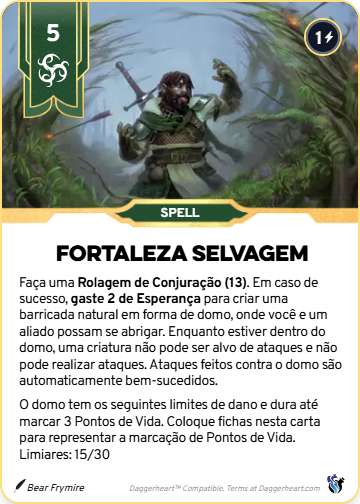 5
1
SPELL
FORTALEZA SELVAGEM
Faça uma Rolagem de Conjuração (13). Em caso de
sucesso, gaste 2 de Esperança para criar uma
barricada natural em forma de domo, onde você e um
aliado possam se abrigar. Enquanto estiver dentro do
domo, uma criatura não pode ser alvo de ataques e não
pode realizar ataques. Ataques feitos contra o domo são
automaticamente bem-sucedidos.
O domo tem os seguintes limites de dano e dura até
marcar 3 Pontos de Vida. Coloque fichas nesta carta
para representar a marcação de Pontos de Vida.
Limiares: 15/30
Bear Frymire
Daggerheart™ Compatible. Terms at Daggerheart.com